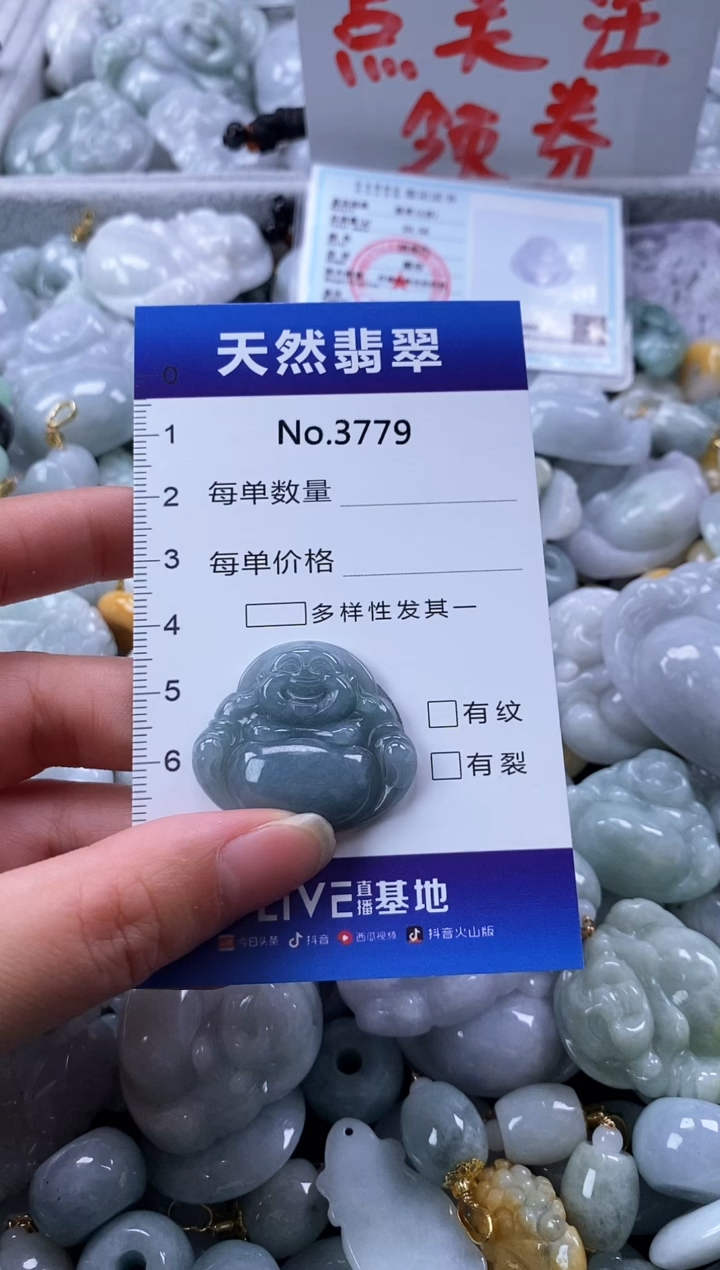 点关注
领券
天然翡翠
No.3779
每单数量
每单价格
多样性发其一
有纹
有裂
0
1
2
3
4
5
6
LIVE直播基地
今日头条 抖音 西瓜视频 抖音火山版